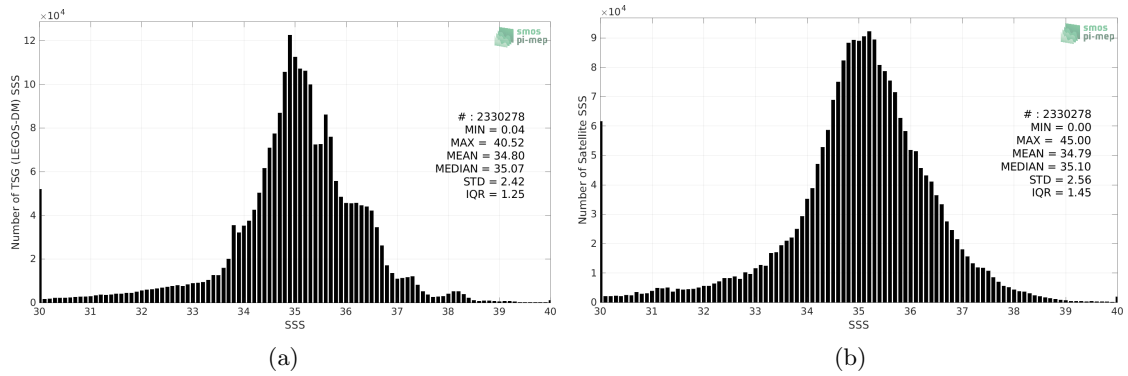 ×10⁴
12
10
8
6
4
2
0
30 31 32 33 34 35 36 37 38 39 40
SSS
Number of TSG (LEGOS-DM) SSS
smos
pi-mep
# : 2330278
MIN = 0.04
MAX = 40.52
MEAN = 34.80
MEDIAN = 35.07
STD = 2.42
IQR = 1.25
(a)
×10⁴
9
8
7
6
5
4
3
2
1
0
30 31 32 33 34 35 36 37 38 39 40
SSS
Number of Satellite SSS
smos
pi-mep
# : 2330278
MIN = 0.00
MAX = 45.00
MEAN = 34.79
MEDIAN = 35.10
STD = 2.56
IQR = 1.45
(b)